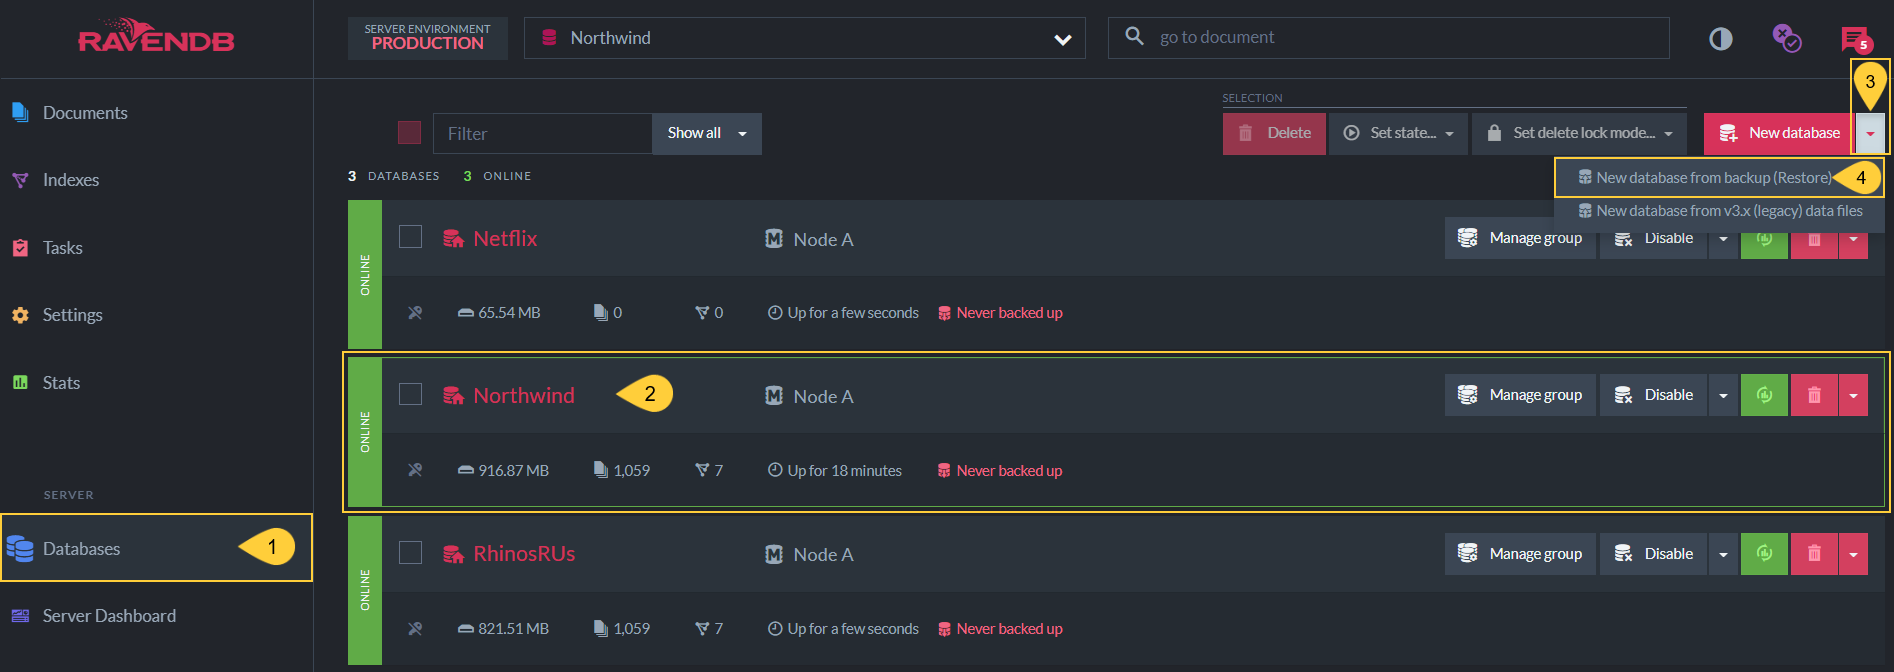 RAVENDB
SERVER ENVIRONMENT
PRODUCTION
Northwind
go to document
5
3
Documents
Indexes
Tasks
Settings
Stats
SERVER
Databases
1
Server Dashboard
SELECTION
Filter
Show all
Delete
Set state...
Set delete lock mode...
New database
3 DATABASES 3 ONLINE
New database from backup (Restore)
4
New database from v3.x (legacy) data files
ONLINE
Netflix
Node A
Manage group
Disable
65.54 MB
0
0
Up for a few seconds
Never backed up
ONLINE
Northwind
2
Node A
Manage group
Disable
916.87 MB
1,059
7
Up for 18 minutes
Never backed up
ONLINE
RhinosRUs
Node A
Manage group
Disable
821.51 MB
1,059
7
Up for a few seconds
Never backed up